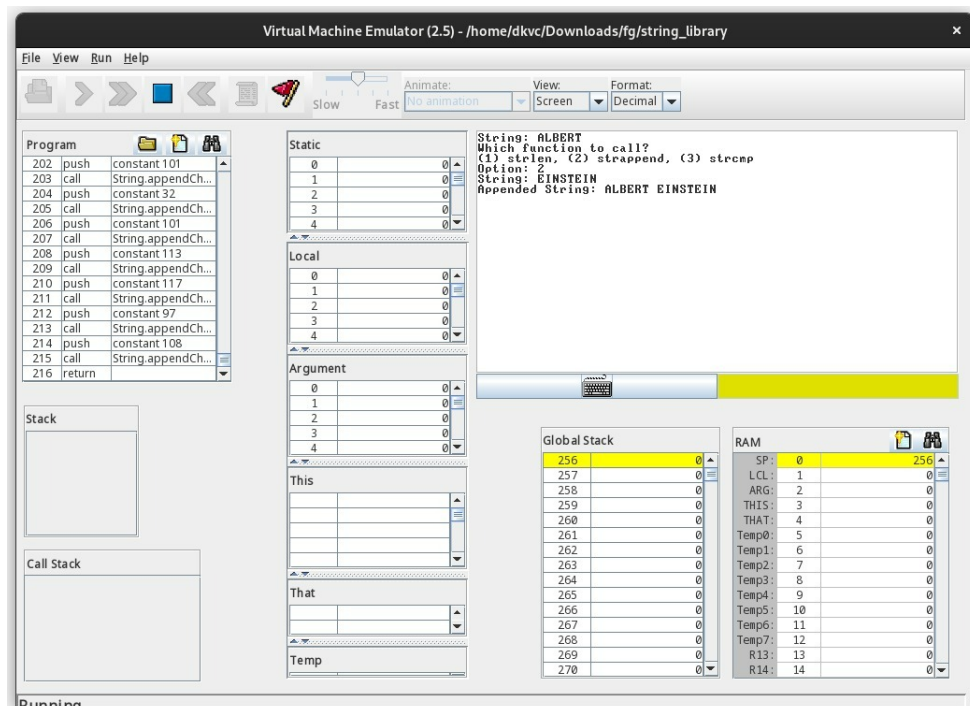 Virtual Machine Emulator (2.5) - /home/dkvc/Downloads/fg/string_library
×
File View Run Help
Slow Fast
Animate:
No animation
View:
Screen
Format:
Decimal
Program
202 push constant 101
203 call String.appendCh...
204 push constant 32
205 call String.appendCh...
206 push constant 101
207 call String.appendCh...
208 push constant 113
209 call String.appendCh...
210 push constant 117
211 call String.appendCh...
212 push constant 97
213 call String.appendCh...
214 push constant 108
215 call String.appendCh...
216 return
Stack
Call Stack
Static
0 0
1 0
2 0
3 0
4 0
Local
0 0
1 0
2 0
3 0
4 0
Argument
0 0
1 0
2 0
3 0
4 0
This
That
Temp
String: ALBERT
Which function to call?
(1) strlen, (2) strappend, (3) strcmp
Option: 2
String: EINSTEIN
Appended String: ALBERT EINSTEIN
Global Stack
256 0
257 0
258 0
259 0
260 0
261 0
262 0
263 0
264 0
265 0
266 0
267 0
268 0
269 0
270 0
RAM
SP: 0 256
LCL: 1 0
ARG: 2 0
THIS: 3 0
THAT: 4 0
Temp0: 5 0
Temp1: 6 0
Temp2: 7 0
Temp3: 8 0
Temp4: 9 0
Temp5: 10 0
Temp6: 11 0
Temp7: 12 0
R13: 13 0
R14: 14 0
Running